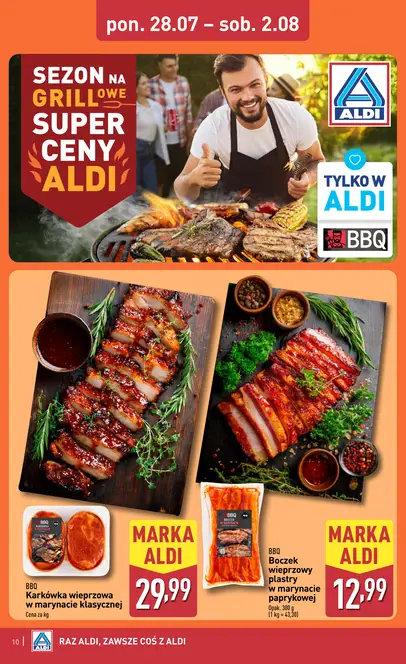 pon. 28.07 – sob. 2.08
SEZON NA
GRILLOWE
SUPER
CENY
ALDI
ALDI
TYLKO W
ALDI
BBQ
BBQ
Karkówka wieprzowa
w marynacie klasycznej
Cena za kg
MARKA
ALDI
29,99
BBQ
Boczek
wieprzowy
plastry
w marynacie
paprykowej
Opak. 300 g
(1 kg = 43,30)
MARKA
ALDI
12,99
10
ALDI
RAZ ALDI, ZAWSZE COŚ Z ALDI